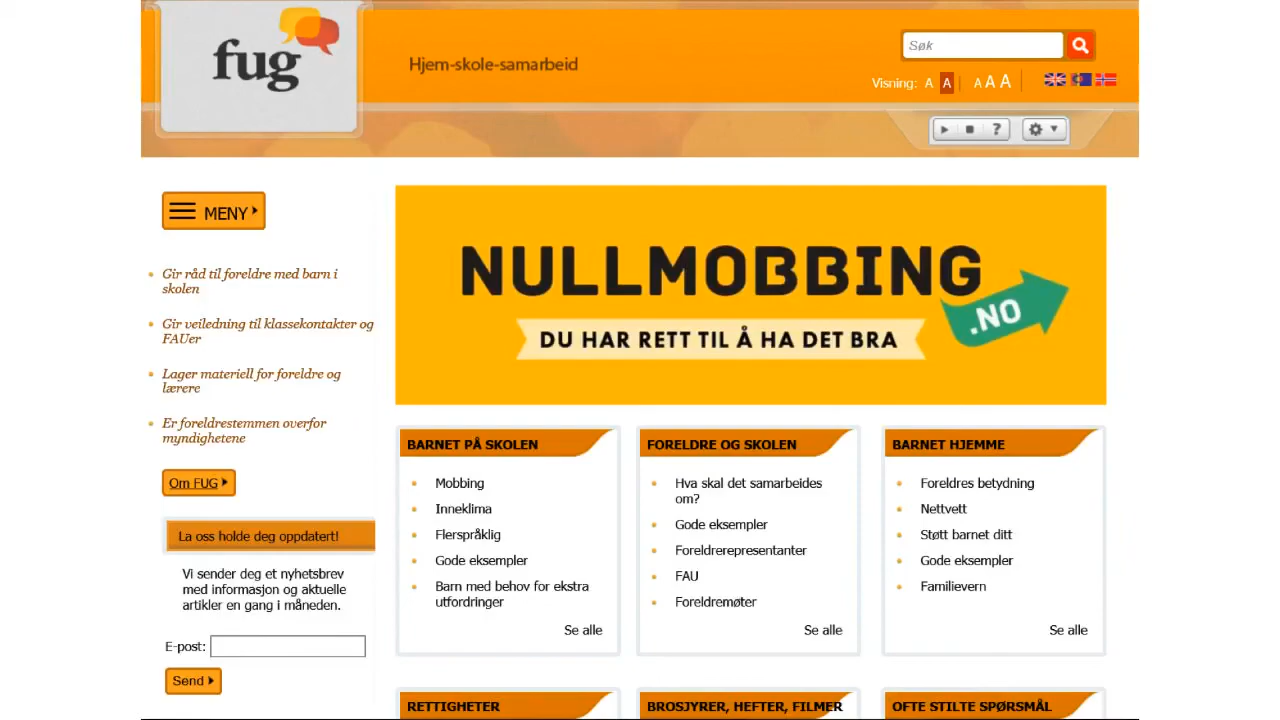 fug
Hjem-skole-samarbeid
Søk
Visning: A A A A A
?
MENY
Gir råd til foreldre med barn i
skolen
Gir veiledning til klassekontakter og
FAUer
Lager materiell for foreldre og
lærere
Er foreldrestemmen overfor
myndighetene
Om FUG
La oss holde deg oppdatert!
Vi sender deg et nyhetsbrev
med informasjon og aktuelle
artikler en gang i måneden.
E-post:
Send
NULLMOBBING
.NO
DU HAR RETT TIL Å HA DET BRA
BARNET PÅ SKOLEN
Mobbing
Inneklima
Flerspråklig
Gode eksempler
Barn med behov for ekstra
utfordringer
Se alle
FORELDRE OG SKOLEN
Hva skal det samarbeides
om?
Gode eksempler
Foreldrerepresentanter
FAU
Foreldremøter
Se alle
BARNET HJEMME
Foreldres betydning
Nettvett
Støtt barnet ditt
Gode eksempler
Familievern
Se alle
RETTIGHETER
BROSJYRER, HEFTER, FILMER
OFTE STILTE SPØRSMÅL